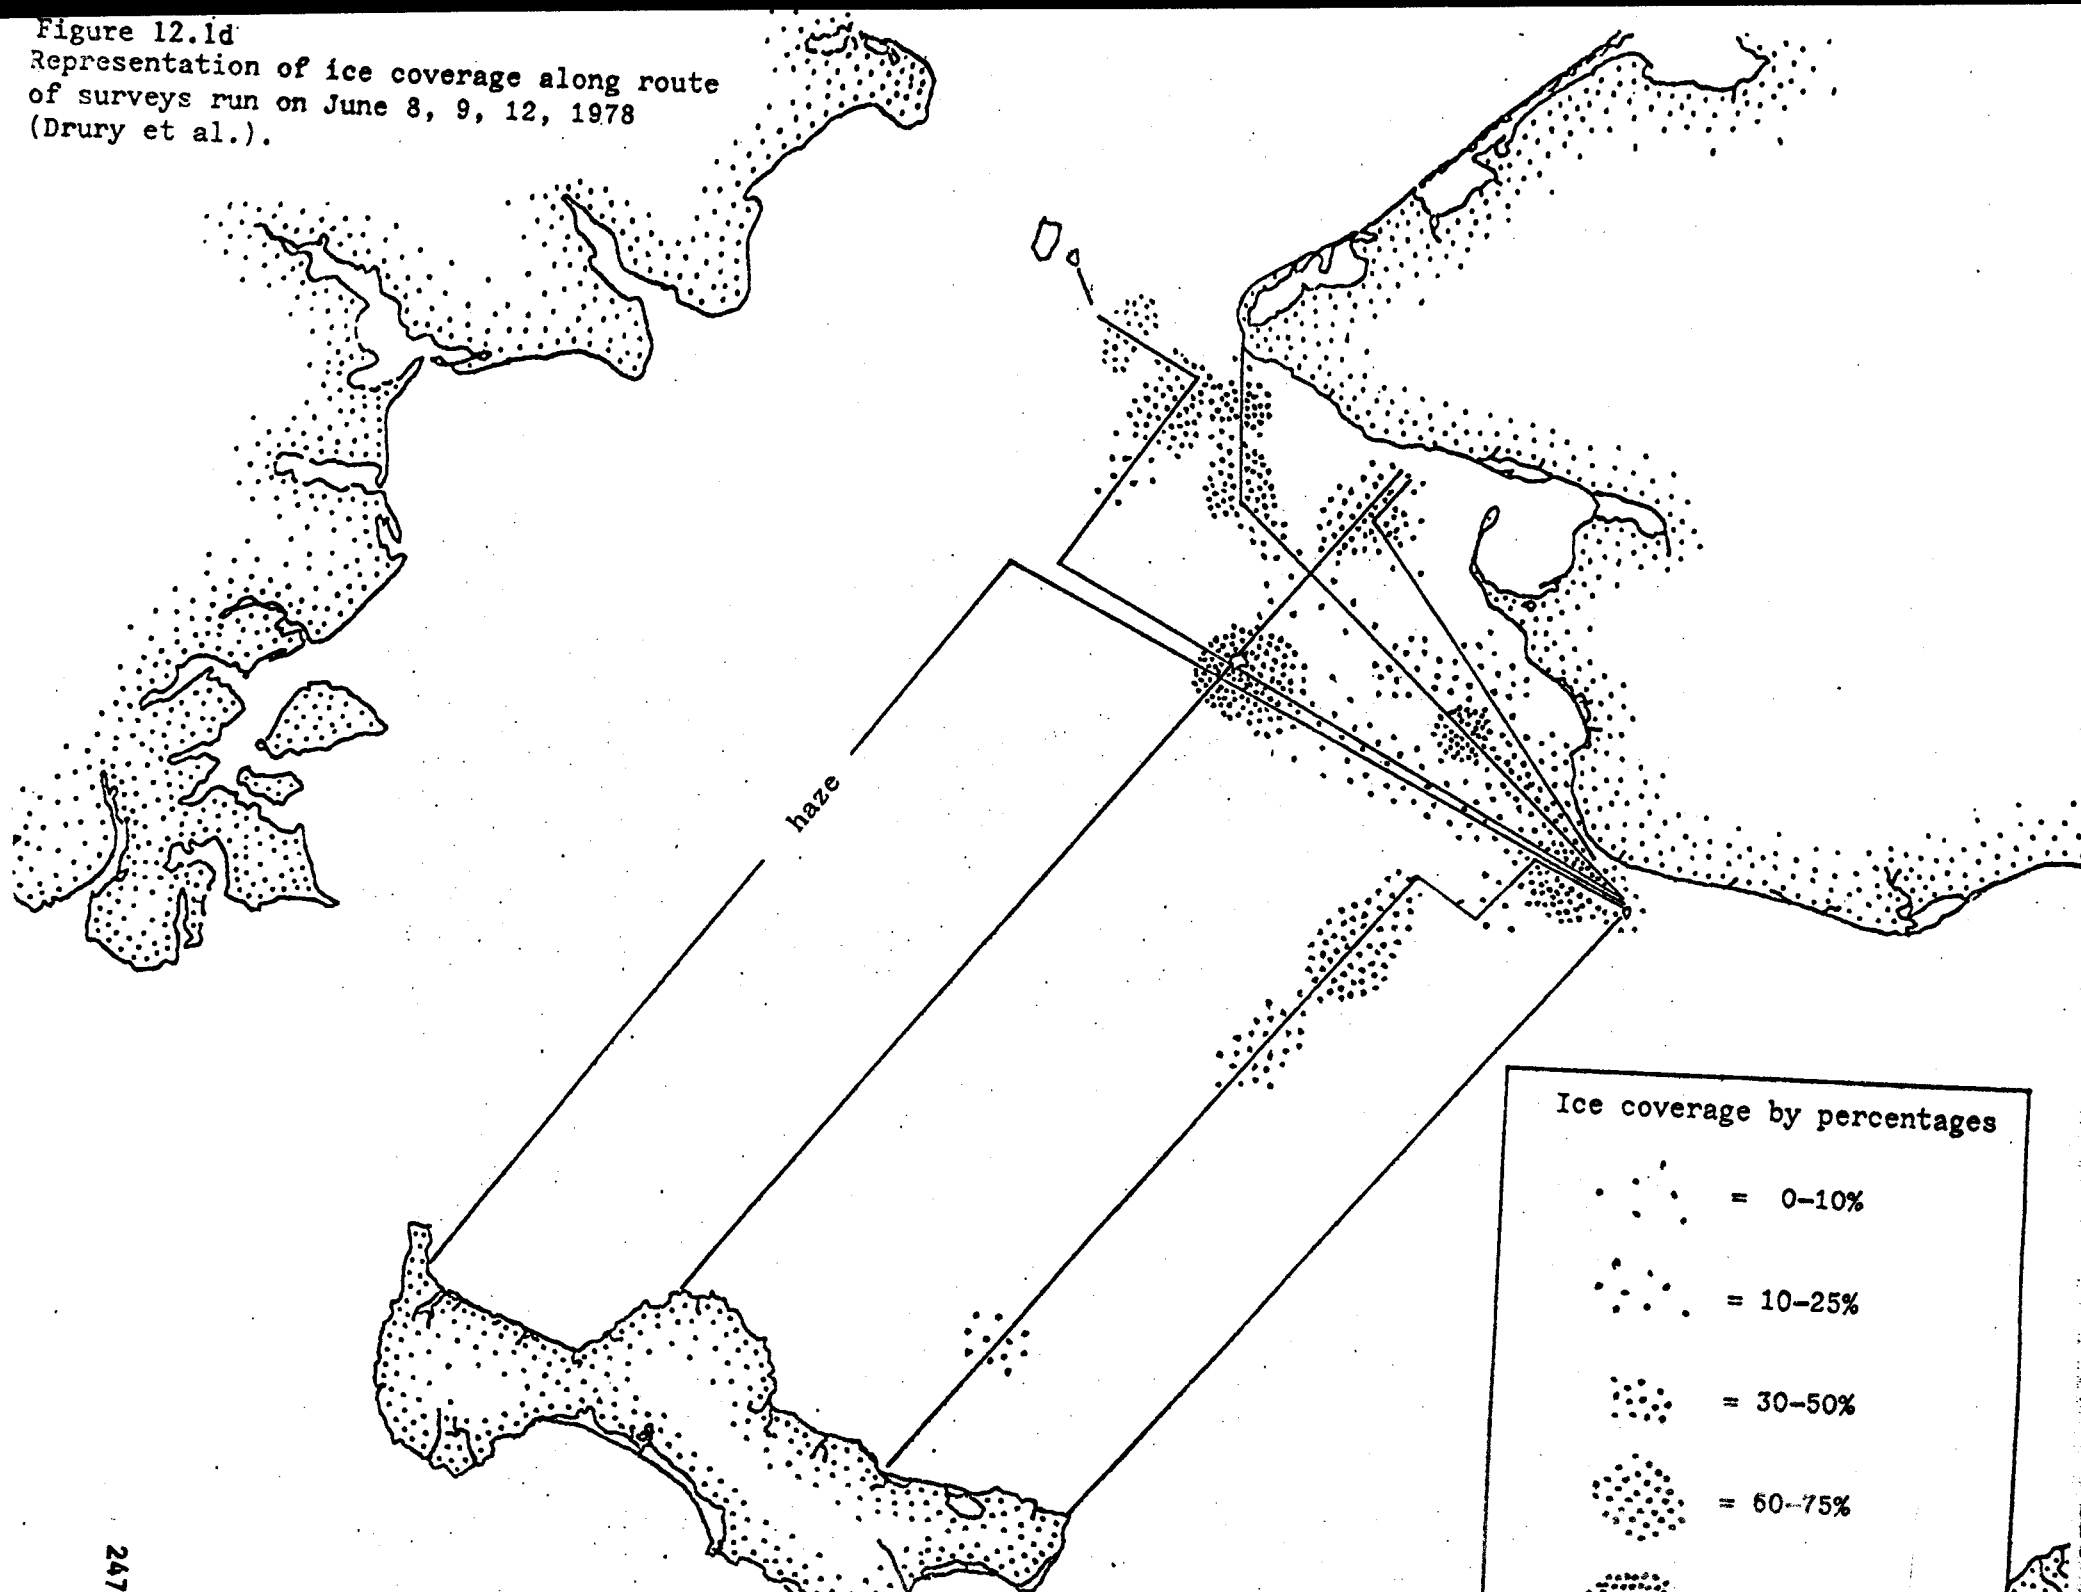 Figure 12.1d
Representation of ice coverage along route
of surveys run on June 8, 9, 12, 1978
(Drury et al.).
haze
Ice coverage by percentages
= 0-10%
= 10-25%
= 30-50%
= 60-75%
247